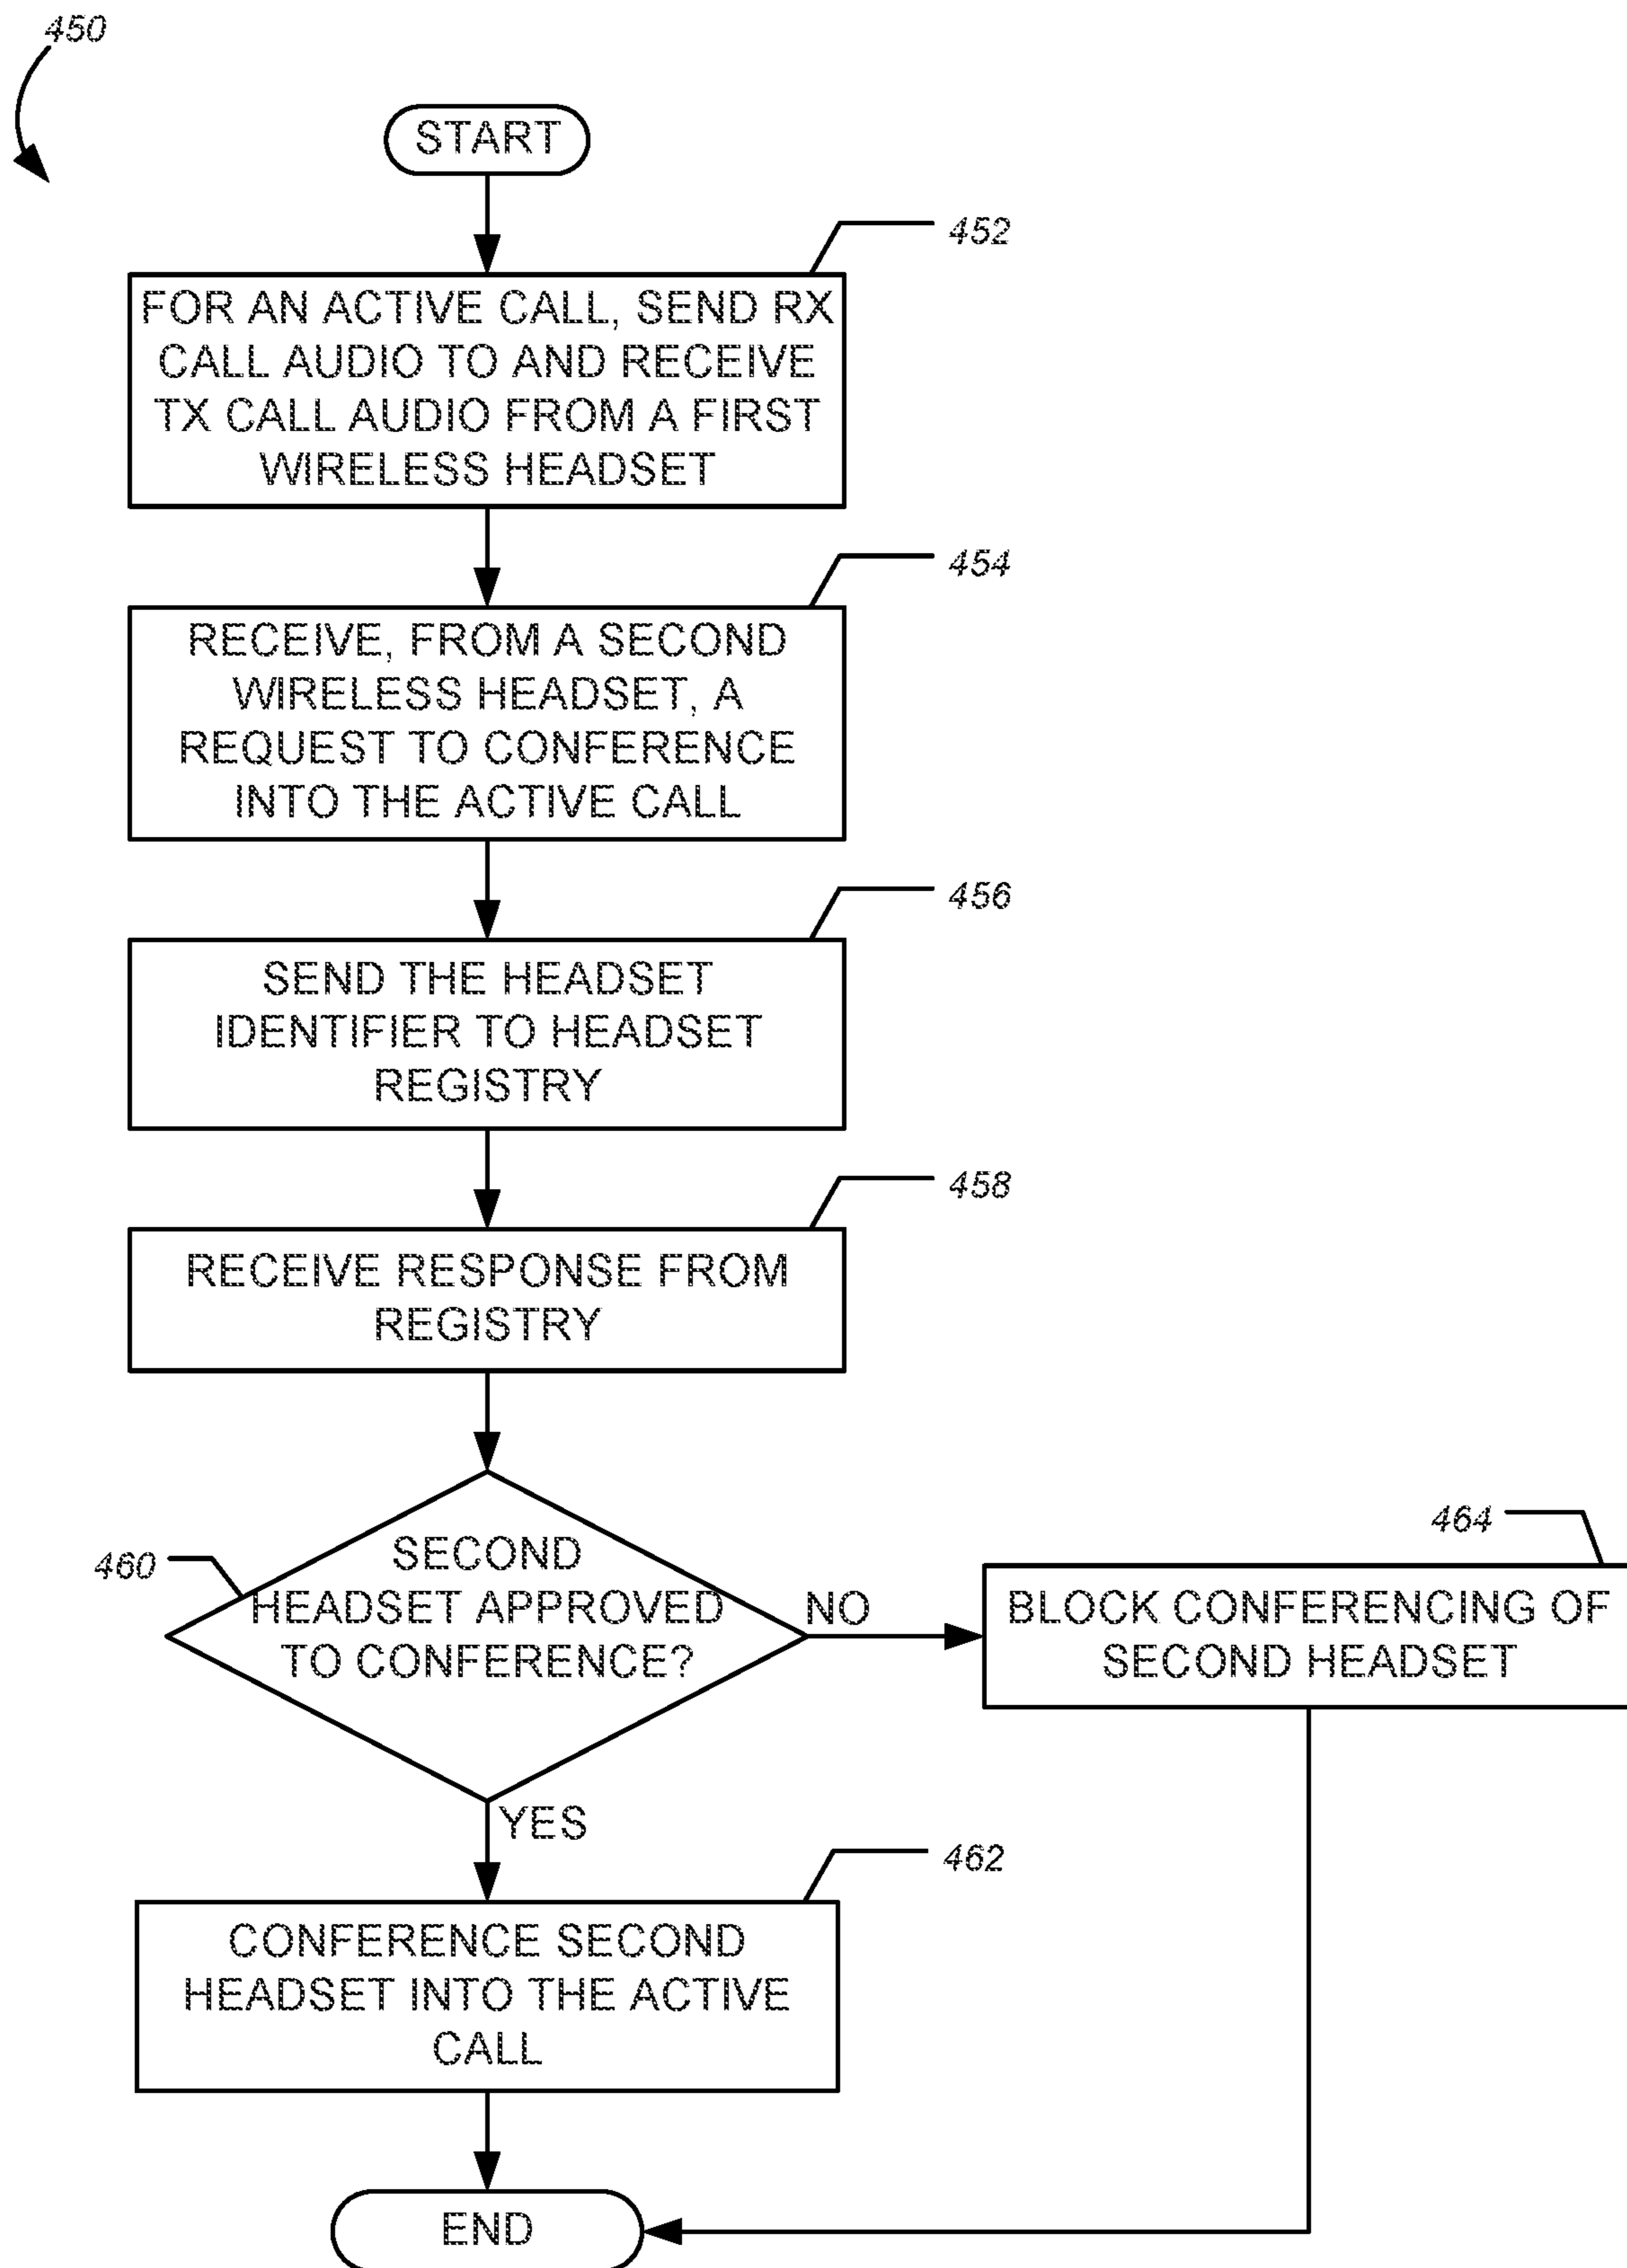 450
START
452
FOR AN ACTIVE CALL, SEND RX
CALL AUDIO TO AND RECEIVE
TX CALL AUDIO FROM A FIRST
WIRELESS HEADSET
454
RECEIVE, FROM A SECOND
WIRELESS HEADSET, A
REQUEST TO CONFERENCE
INTO THE ACTIVE CALL
456
SEND THE HEADSET
IDENTIFIER TO HEADSET
REGISTRY
458
RECEIVE RESPONSE FROM
REGISTRY
460
SECOND
HEADSET APPROVED
TO CONFERENCE?
NO
464
BLOCK CONFERENCING OF
SECOND HEADSET
YES
462
CONFERENCE SECOND
HEADSET INTO THE ACTIVE
CALL
END